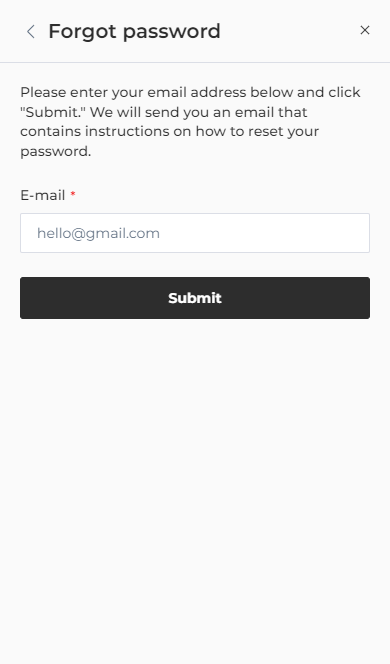 Forgot password
Please enter your email address below and click
"Submit." We will send you an email that
contains instructions on how to reset your
password.
E-mail *
hello@gmail.com
Submit